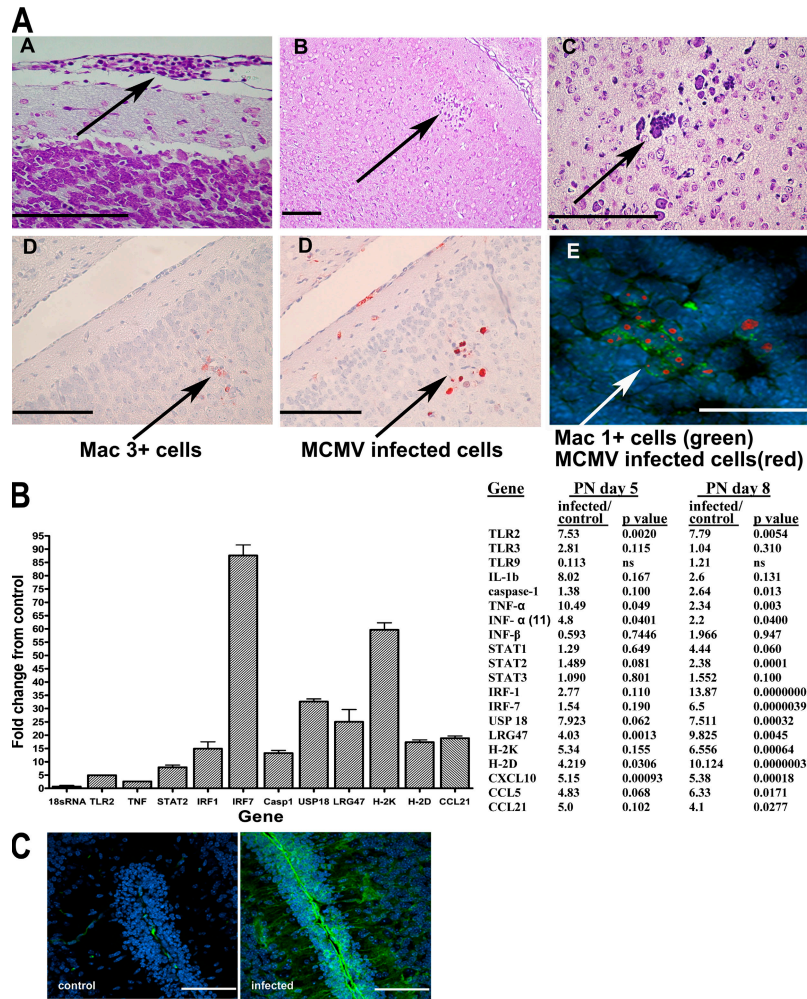 A
A
B
C
D
D
E
Mac 3+ cells
MCMV infected cells
Mac 1+ cells (green)
MCMV infected cells(red)
B
Fold change from control
95
90
85
80
75
70
65
60
55
50
45
40
35
30
25
20
15
10
5
0
18sRNA TLR2 TNF STAT2 IRF1 IRF7 Casp1 USP18 LRG47 H-2K H-2D CCL21
Gene
Gene PN day 5 PN day 8
infected/ control p value infected/ control p value
TLR2 7.53 0.0020 7.79 0.0054
TLR3 2.81 0.115 1.04 0.310
TLR9 0.113 ns 1.21 ns
IL-1b 8.02 0.167 2.6 0.131
caspase-1 1.38 0.100 2.64 0.013
TNF-α 10.49 0.049 2.34 0.003
INF- α (11) 4.8 0.0401 2.2 0.0400
INF-β 0.593 0.7446 1.966 0.947
STAT1 1.29 0.649 4.44 0.060
STAT2 1.489 0.081 2.38 0.0001
STAT3 1.090 0.801 1.552 0.100
IRF-1 2.77 0.110 13.87 0.0000000
IRF-7 1.54 0.190 6.5 0.0000039
USP 18 7.923 0.062 7.511 0.00032
LRG47 4.03 0.0013 9.825 0.0045
H-2K 5.34 0.155 6.556 0.00064
H-2D 4.219 0.0306 10.124 0.0000003
CXCL10 5.15 0.00093 5.38 0.00018
CCL5 4.83 0.068 6.33 0.0171
CCL21 5.0 0.102 4.1 0.0277
C
control
infected